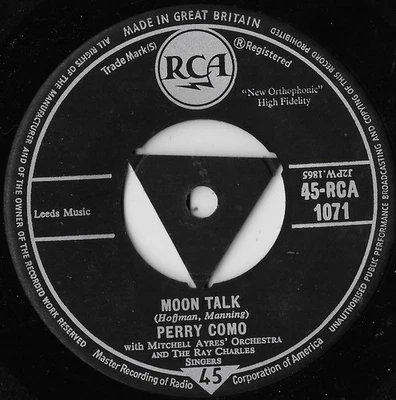 MADE IN GREAT BRITAIN
ALL RIGHTS OF THE MANUFACTURER AND OF THE OWNER OF THE RECORDED WORK RESERVED
UNAUTHORISED PUBLIC PERFORMANCE BROADCASTING AND COPYING OF THIS RECORD PROHIBITED
Trade Mark(S)
RCA
®Registered
"New Orthophonic"
High Fidelity
J2PW.1865
45-RCA
1071
Leeds Music
MOON TALK
(Hoffman, Manning)
PERRY COMO
with MITCHELL AYRES' ORCHESTRA
AND THE RAY CHARLES
SINGERS
Master Recording of Radio 45 Corporation of America